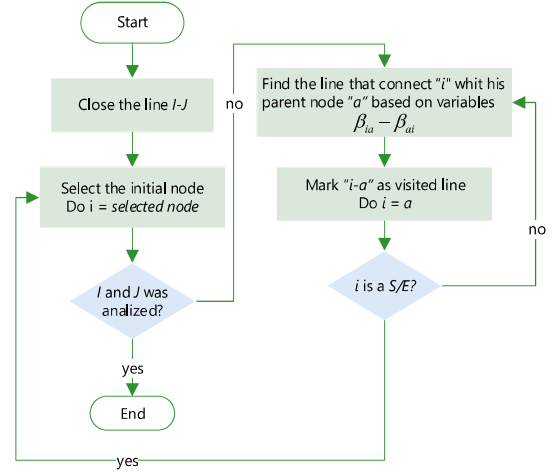 Start
Close the line I-J
Select the initial node
Do i = selected node
I and J was
analized?
yes
End
no
Find the line that connect "i" whit his
parent node "a" based on variables
β_ia − β_ai
Mark "i-a" as visited line
Do i = a
i is a S/E?
no
yes